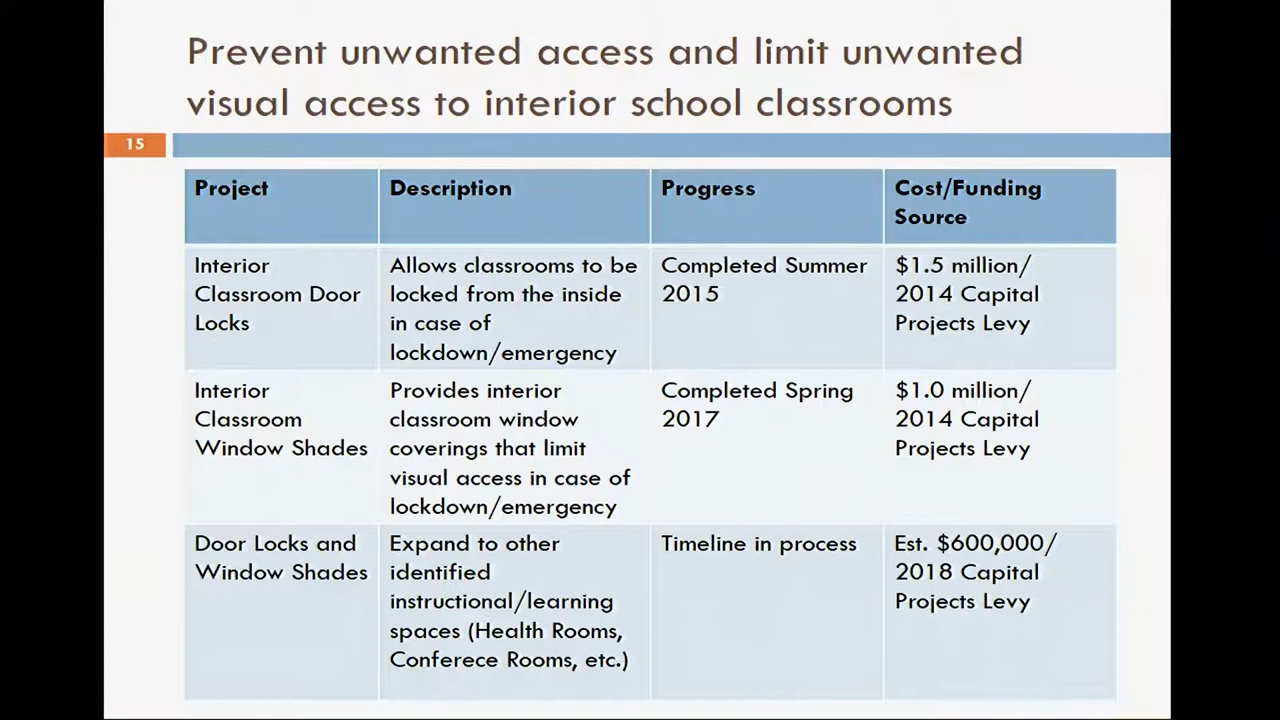 Prevent unwanted access and limit unwanted
visual access to interior school classrooms
15
Project
Description
Progress
Cost/Funding
Source
Interior
Classroom Door
Locks
Allows classrooms to be
locked from the inside
in case of
lockdown/emergency
Completed Summer
2015
$1.5 million/
2014 Capital
Projects Levy
Interior
Classroom
Window Shades
Provides interior
classroom window
coverings that limit
visual access in case of
lockdown/emergency
Completed Spring
2017
$1.0 million/
2014 Capital
Projects Levy
Door Locks and
Window Shades
Expand to other
identified
instructional/learning
spaces (Health Rooms,
Conferece Rooms, etc.)
Timeline in process
Est. $600,000/
2018 Capital
Projects Levy